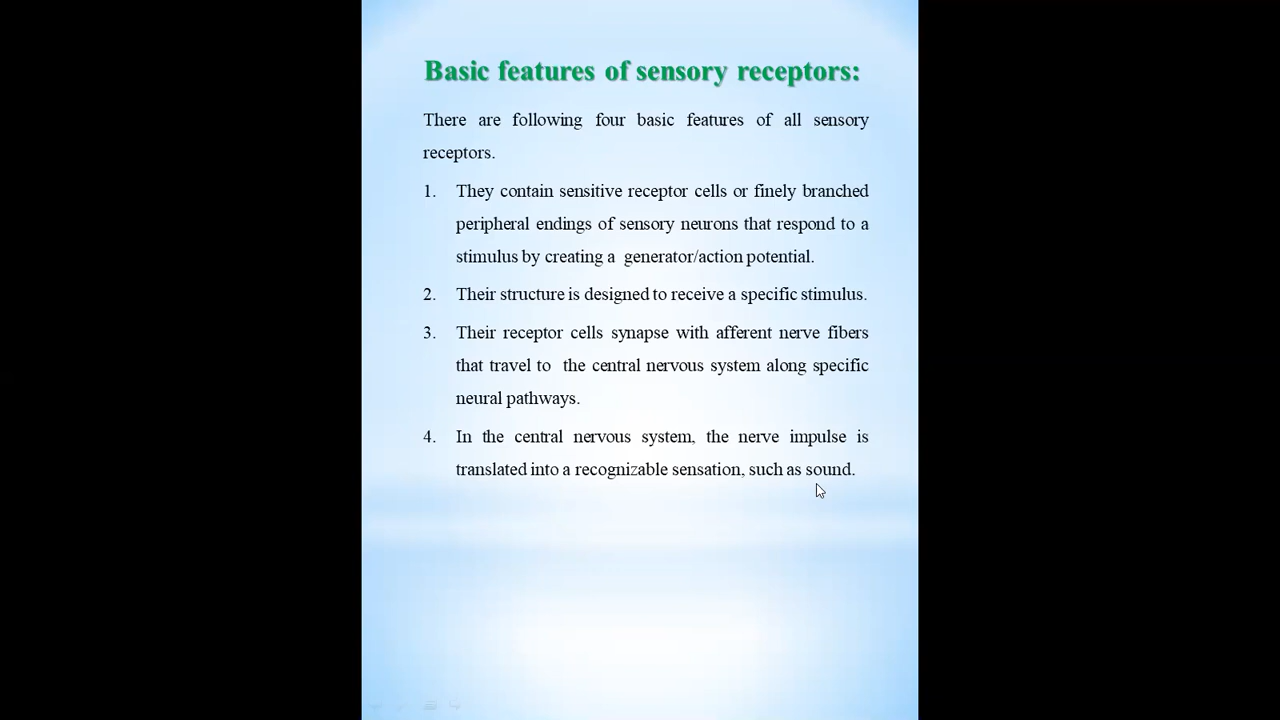 Basic features of sensory receptors:
There are following four basic features of all sensory
receptors.
1. They contain sensitive receptor cells or finely branched
peripheral endings of sensory neurons that respond to a
stimulus by creating a generator/action potential.
2. Their structure is designed to receive a specific stimulus.
3. Their receptor cells synapse with afferent nerve fibers
that travel to the central nervous system along specific
neural pathways.
4. In the central nervous system, the nerve impulse is
translated into a recognizable sensation, such as sound.